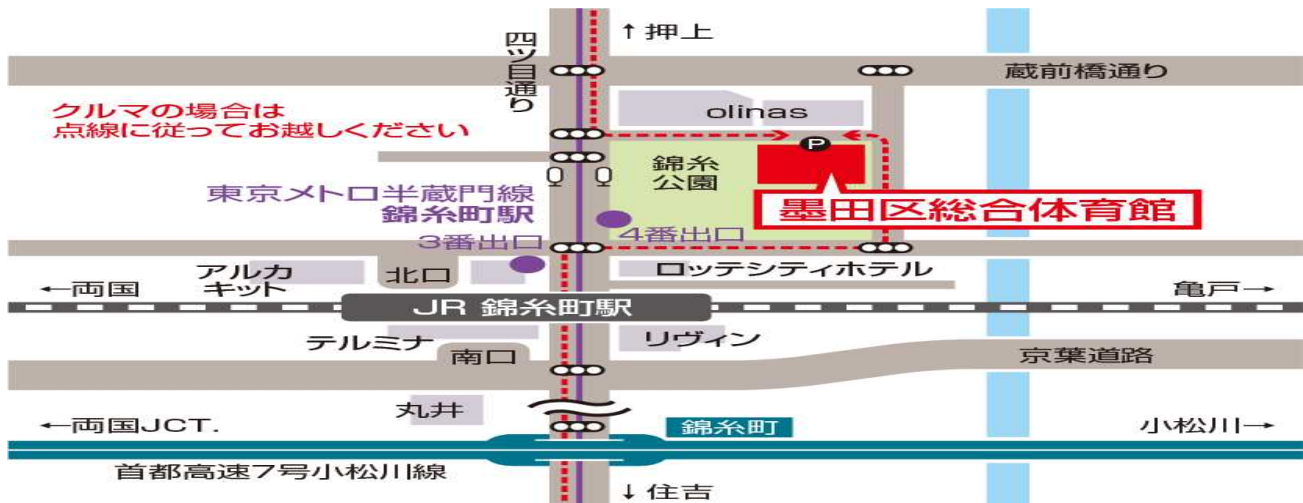 ↑押上
四ツ目通り
蔵前橋通り
クルマの場合は
点線に従ってお越しください
olinas
P
錦糸
公園
東京メトロ半蔵門線
錦糸町駅
墨田区総合体育館
3番出口
4番出口
アルカ
キット
北口
ロッテシティホテル
←両国
亀戸→
JR 錦糸町駅
テルミナ
南口
リヴィン
京葉道路
丸井
←両国JCT.
錦糸町
小松川→
首都高速7号小松川線
↓住吉